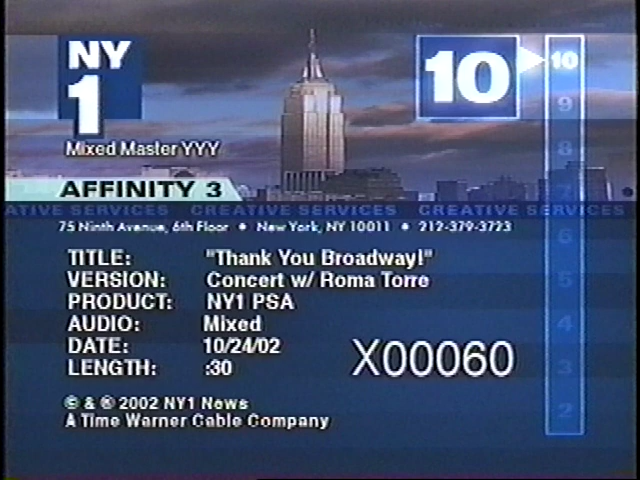 NY
1
10
10
9
8
7
6
5
4
3
2
Mixed Master YYY
AFFINITY 3
ATIVE SERVICES CREATIVE SERVICES CREATIVE SERVICES
75 Ninth Avenue, 6th Floor • New York, NY 10011 • 212-379-3723
TITLE: "Thank You Broadway!"
VERSION: Concert w/ Roma Torre
PRODUCT: NY1 PSA
AUDIO: Mixed
DATE: 10/24/02
LENGTH: :30
X00060
© & ® 2002 NY1 News
A Time Warner Cable Company